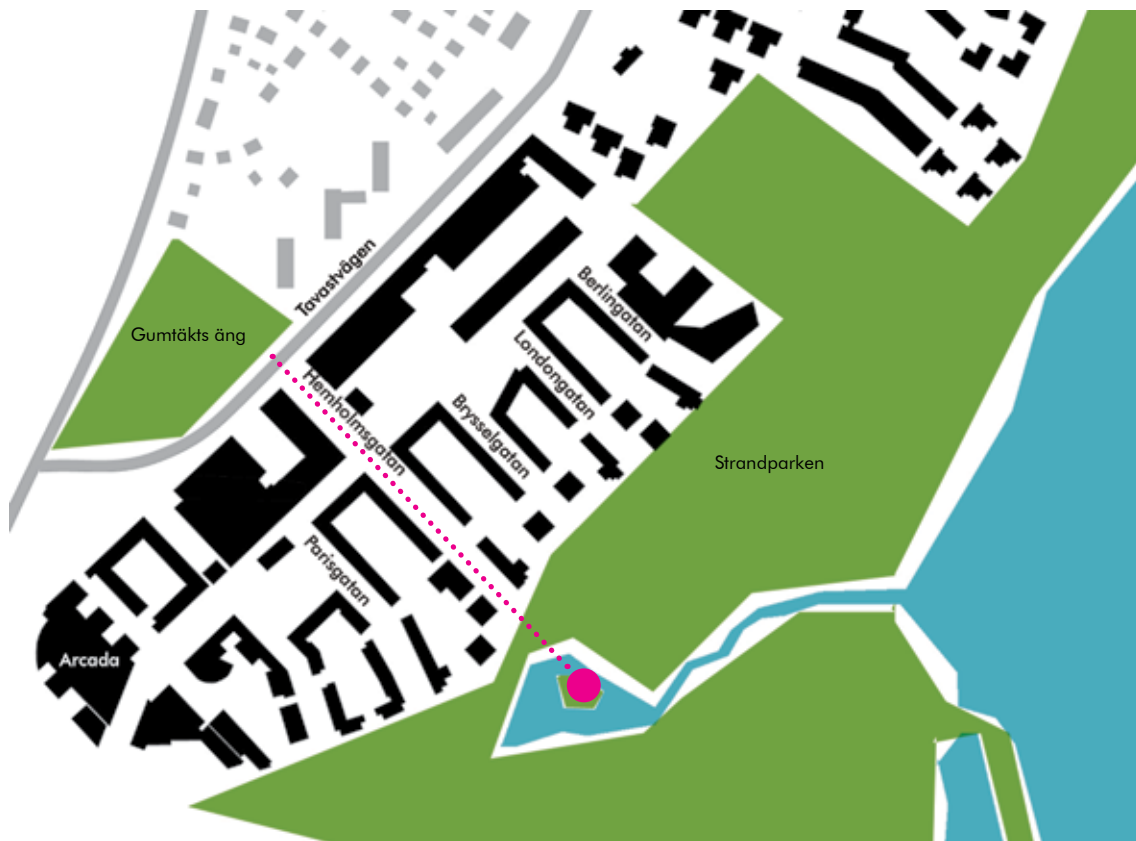 Tavastvägen
Gumtäkts äng
Berlingatan
Londongatan
Hemholmsgatan
Brysselgatan
Strandparken
Parisgatan
Arcada